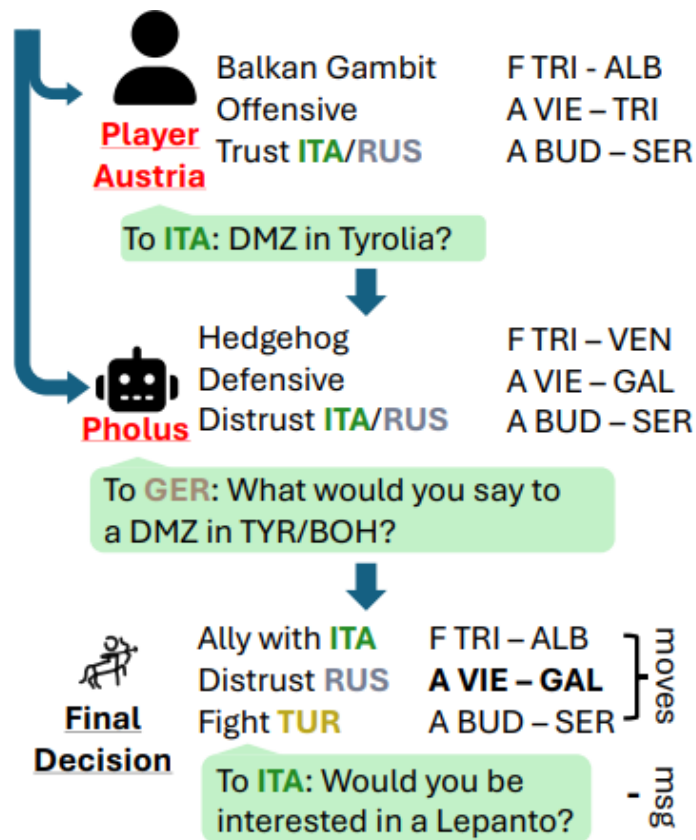 Balkan Gambit F TRI - ALB
Offensive A VIE – TRI
Trust ITA/RUS A BUD – SER
Player
Austria
To ITA: DMZ in Tyrolia?
Hedgehog F TRI – VEN
Defensive A VIE – GAL
Distrust ITA/RUS A BUD – SER
Pholus
To GER: What would you say to
a DMZ in TYR/BOH?
Ally with ITA F TRI – ALB
Distrust RUS A VIE – GAL
Fight TUR A BUD – SER
moves
Final
Decision
To ITA: Would you be
interested in a Lepanto?
- msg